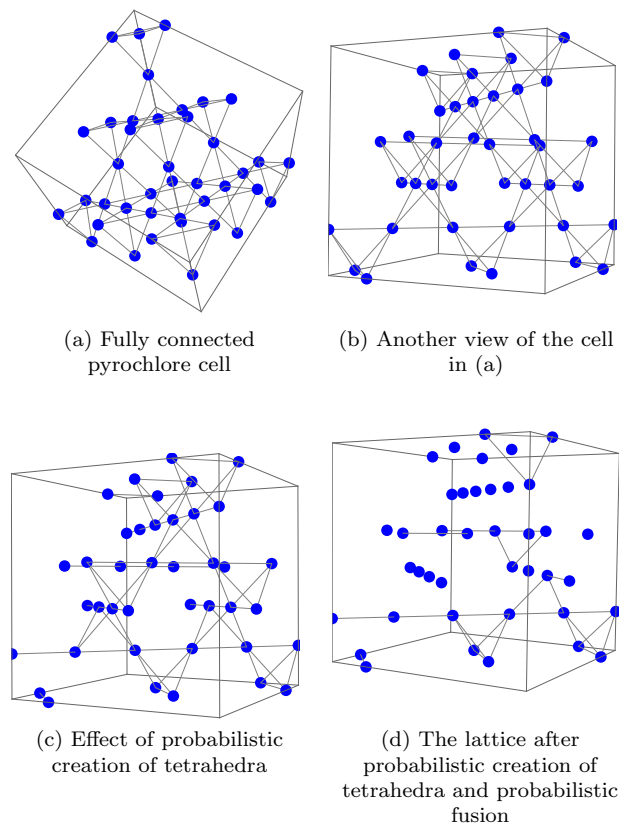 (a) Fully connected
pyrochlore cell
(b) Another view of the cell
in (a)
(c) Effect of probabilistic
creation of tetrahedra
(d) The lattice after
probabilistic creation of
tetrahedra and probabilistic
fusion